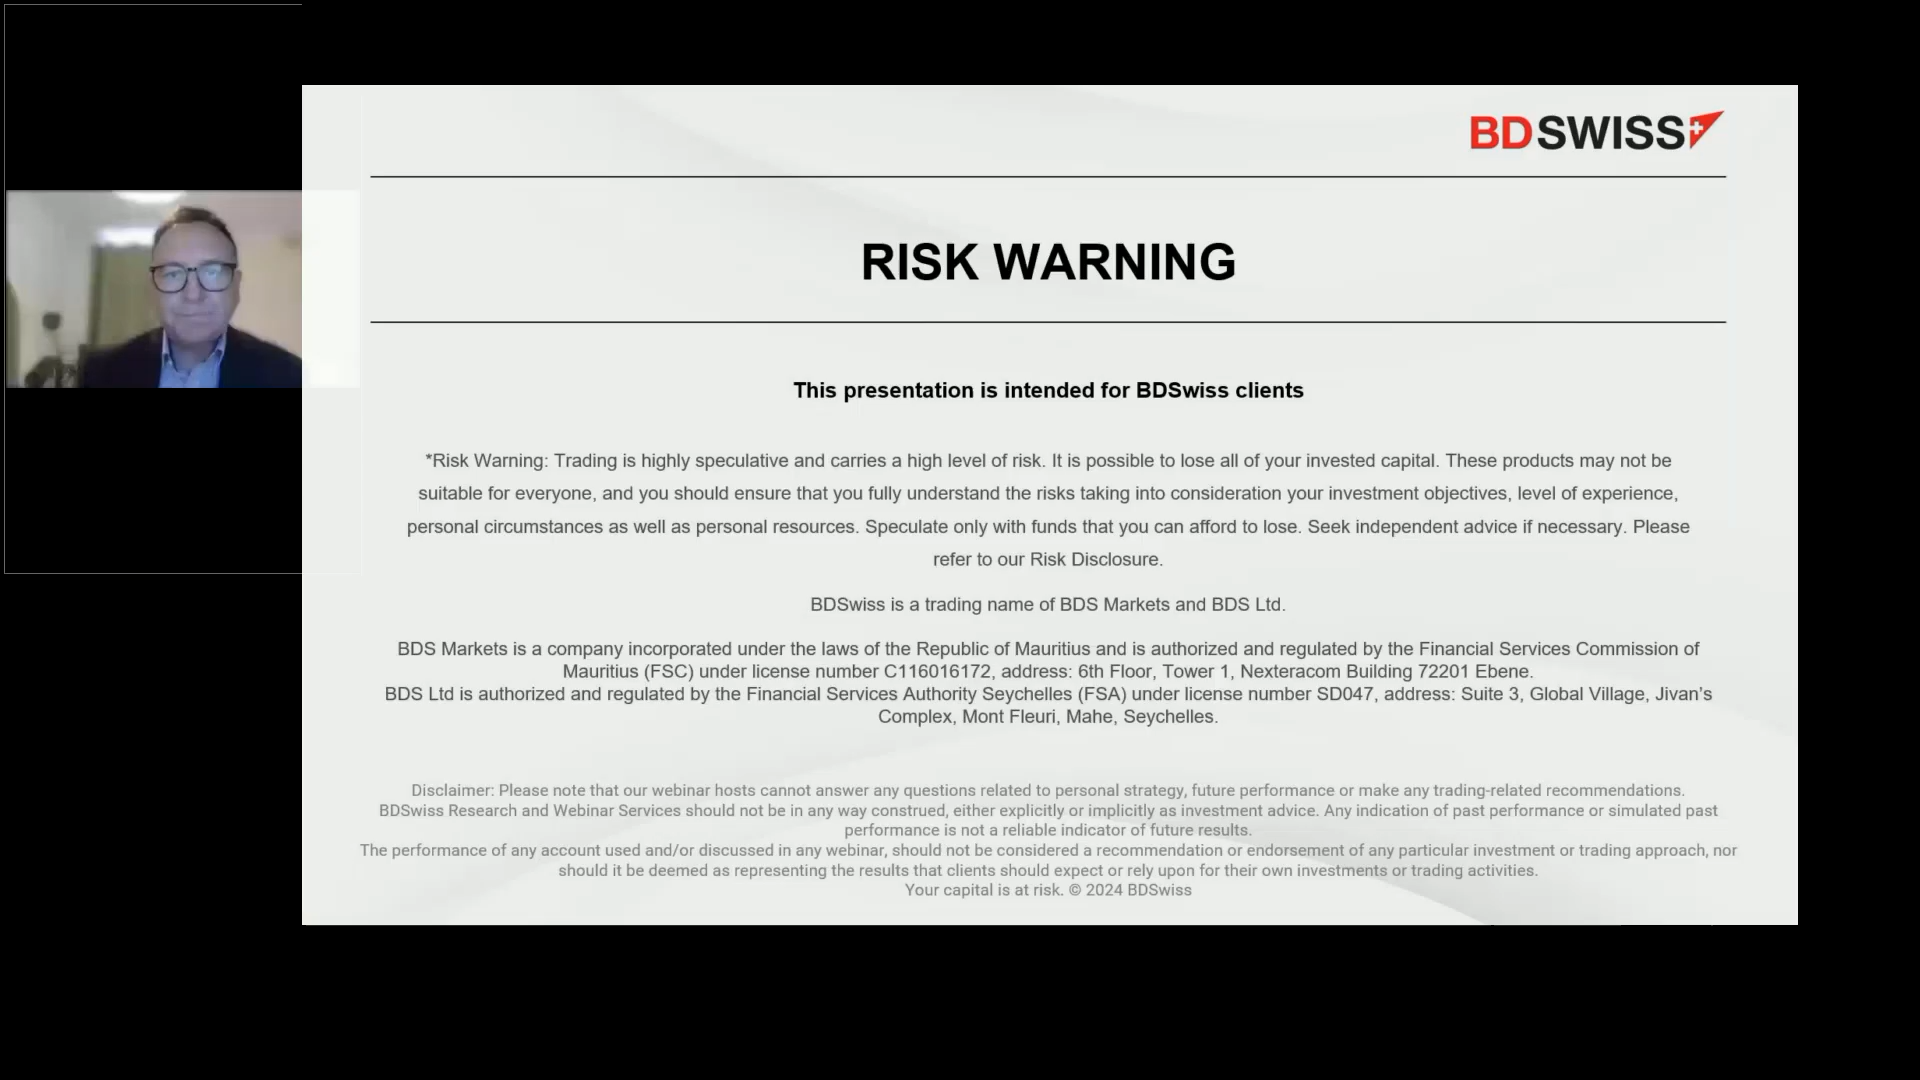 BDSWISS
RISK WARNING
This presentation is intended for BDSwiss clients
*Risk Warning: Trading is highly speculative and carries a high level of risk. It is possible to lose all of your invested capital. These products may not be
suitable for everyone, and you should ensure that you fully understand the risks taking into consideration your investment objectives, level of experience,
personal circumstances as well as personal resources. Speculate only with funds that you can afford to lose. Seek independent advice if necessary. Please
refer to our Risk Disclosure.
BDSwiss is a trading name of BDS Markets and BDS Ltd.
BDS Markets is a company incorporated under the laws of the Republic of Mauritius and is authorized and regulated by the Financial Services Commission of
Mauritius (FSC) under license number C116016172, address: 6th Floor, Tower 1, Nexteracom Building 72201 Ebene.
BDS Ltd is authorized and regulated by the Financial Services Authority Seychelles (FSA) under license number SD047, address: Suite 3, Global Village, Jivan’s
Complex, Mont Fleuri, Mahe, Seychelles.
Disclaimer: Please note that our webinar hosts cannot answer any questions related to personal strategy, future performance or make any trading-related recommendations.
BDSwiss Research and Webinar Services should not be in any way construed, either explicitly or implicitly as investment advice. Any indication of past performance or simulated past
performance is not a reliable indicator of future results.
The performance of any account used and/or discussed in any webinar, should not be considered a recommendation or endorsement of any particular investment or trading approach, nor
should it be deemed as representing the results that clients should expect or rely upon for their own investments or trading activities.
Your capital is at risk. © 2024 BDSwiss